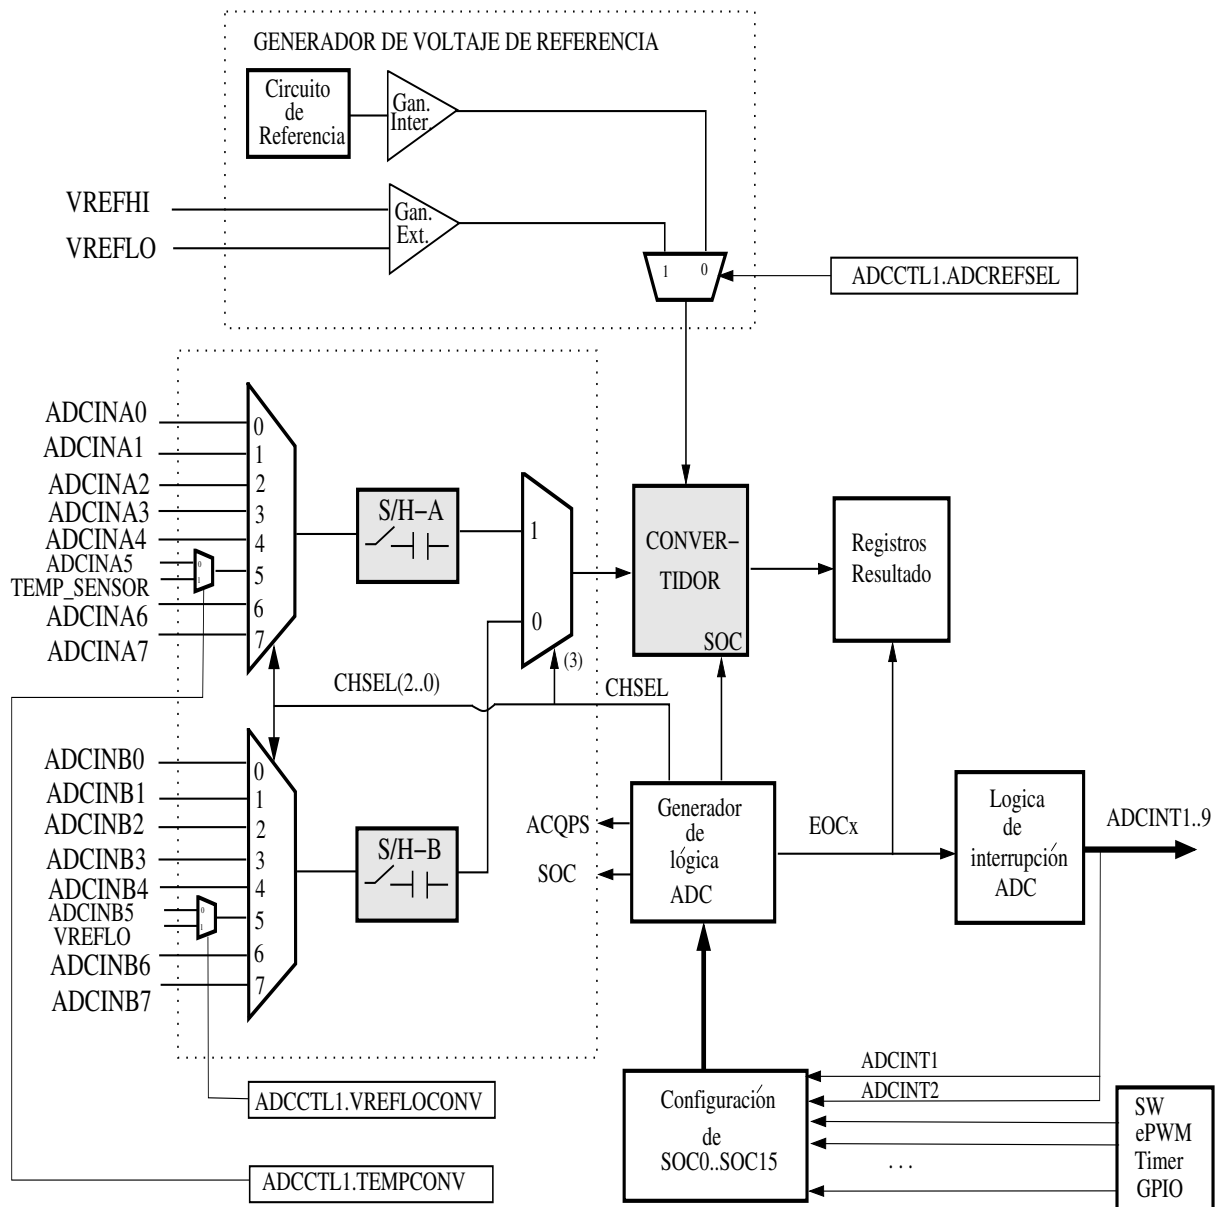 GENERADOR DE VOLTAJE DE REFERENCIA
Circuito
de
Referencia
Gan.
Inter.
VREFHI
VREFLO
Gan.
Ext.
1 0
ADCCTL1.ADCREFSEL
ADCINA0
ADCINA1
ADCINA2
ADCINA3
ADCINA4
ADCINA5
TEMP_SENSOR
ADCINA6
ADCINA7
0
1
0
1
2
3
4
5
6
7
S/H-A
1
0
(3)
CONVER-
TIDOR
SOC
Registros
Resultado
CHSEL(2..0)
CHSEL
ADCINB0
ADCINB1
ADCINB2
ADCINB3
ADCINB4
ADCINB5
VREFLO
ADCINB6
ADCINB7
0
1
0
1
2
3
4
5
6
7
S/H-B
ACQPS
SOC
Generador
de
lógica
ADC
EOCx
Logica
de
interrupción
ADC
ADCINT1..9
ADCINT1
ADCINT2
Configuración
de
SOC0..SOC15
. . .
SW
ePWM
Timer
GPIO
ADCCTL1.VREFLOCONV
ADCCTL1.TEMPCONV